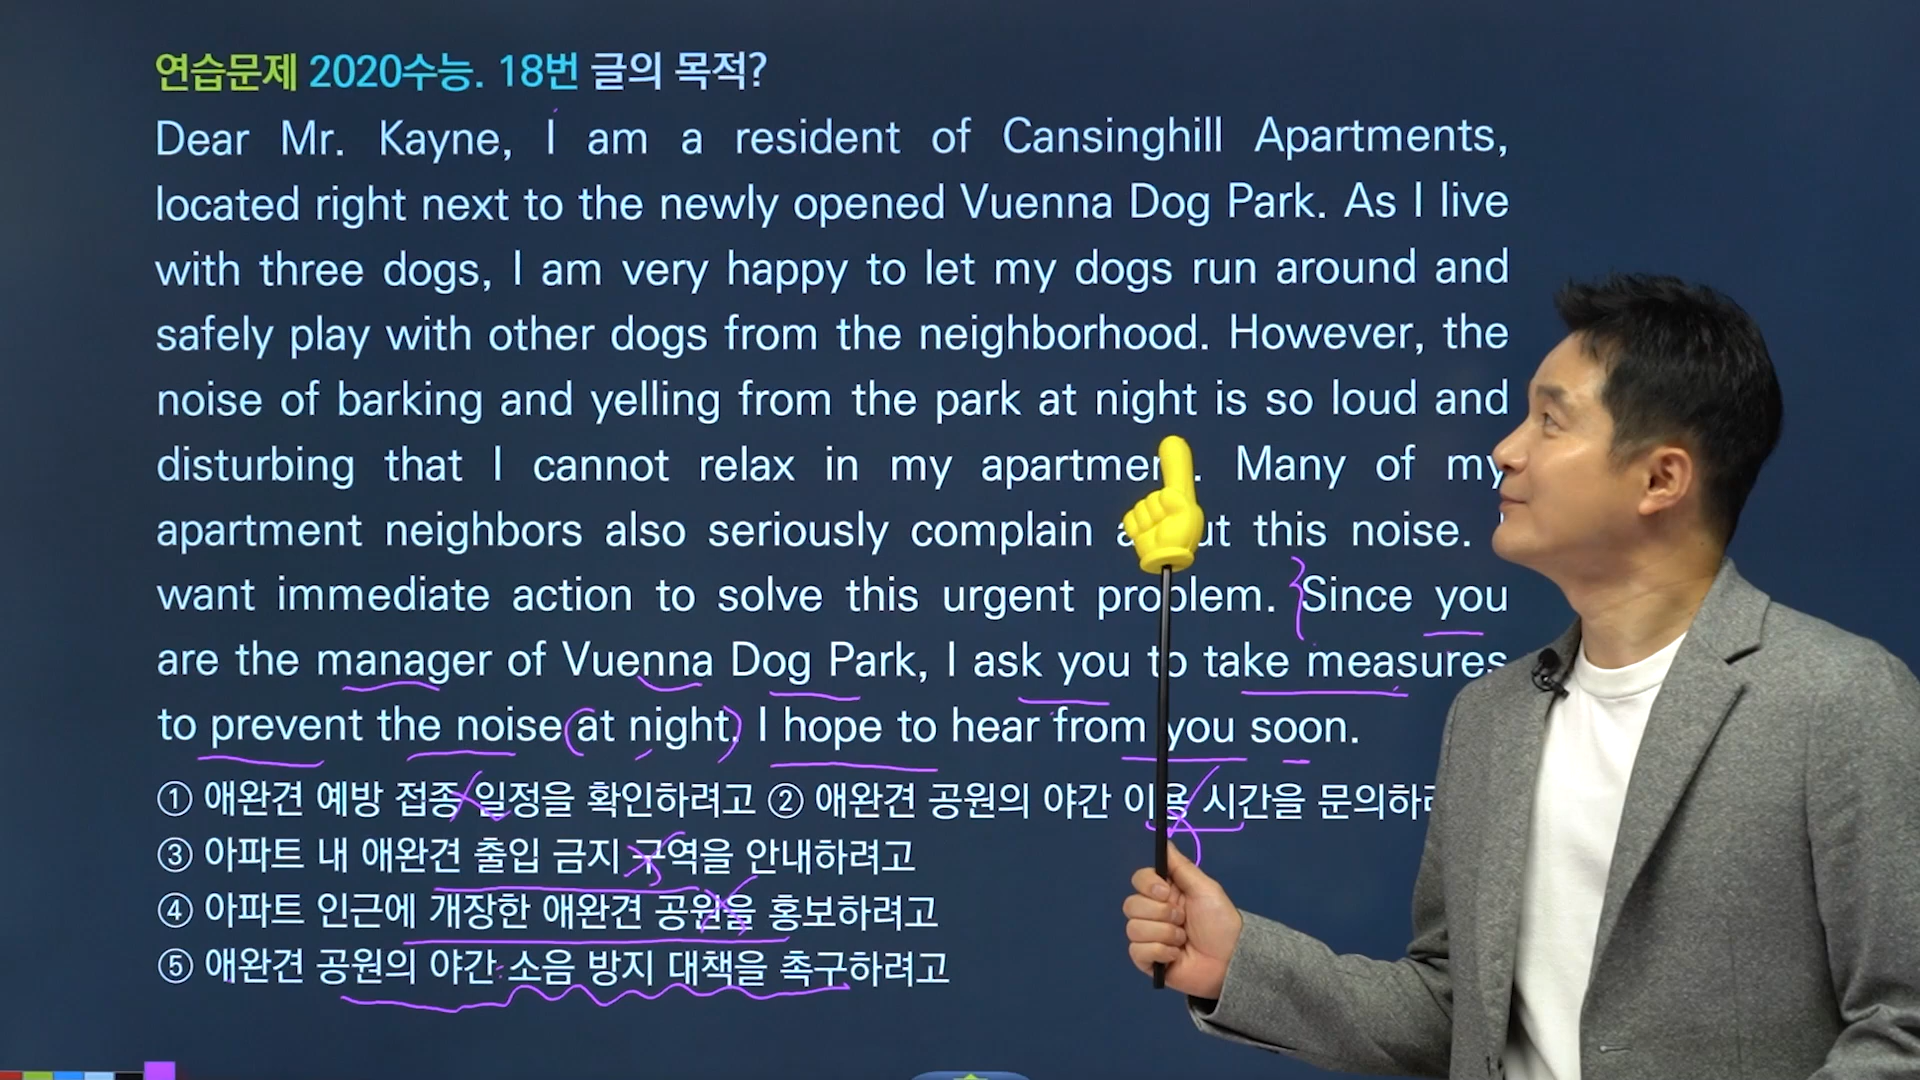 연습문제 2020수능. 18번 글의 목적?
Dear Mr. Kayne, I am a resident of Cansinghill Apartments,
located right next to the newly opened Vuenna Dog Park. As I live
with three dogs, I am very happy to let my dogs run around and
safely play with other dogs from the neighborhood. However, the
noise of barking and yelling from the park at night is so loud and
disturbing that I cannot relax in my . Many of my
apartment neighbors also seriously complain this noise.
want immediate action to solve this urgent problem. Since you
are the manager of Vuenna Dog Park, I ask you to take measures
to prevent the noise at night. I hope to hear from you soon.
① 애완견 예방 접종 일정을 확인하려고 ② 애완견 공원의 야간 이용 시간을
③ 아파트 내 애완견 출입 금지 구역을 안내하려고
④ 아파트 인근에 개장한 애완견 공원을 홍보하려고
⑤ 애완견 공원의 야간 소음 방지 대책을 촉구하려고